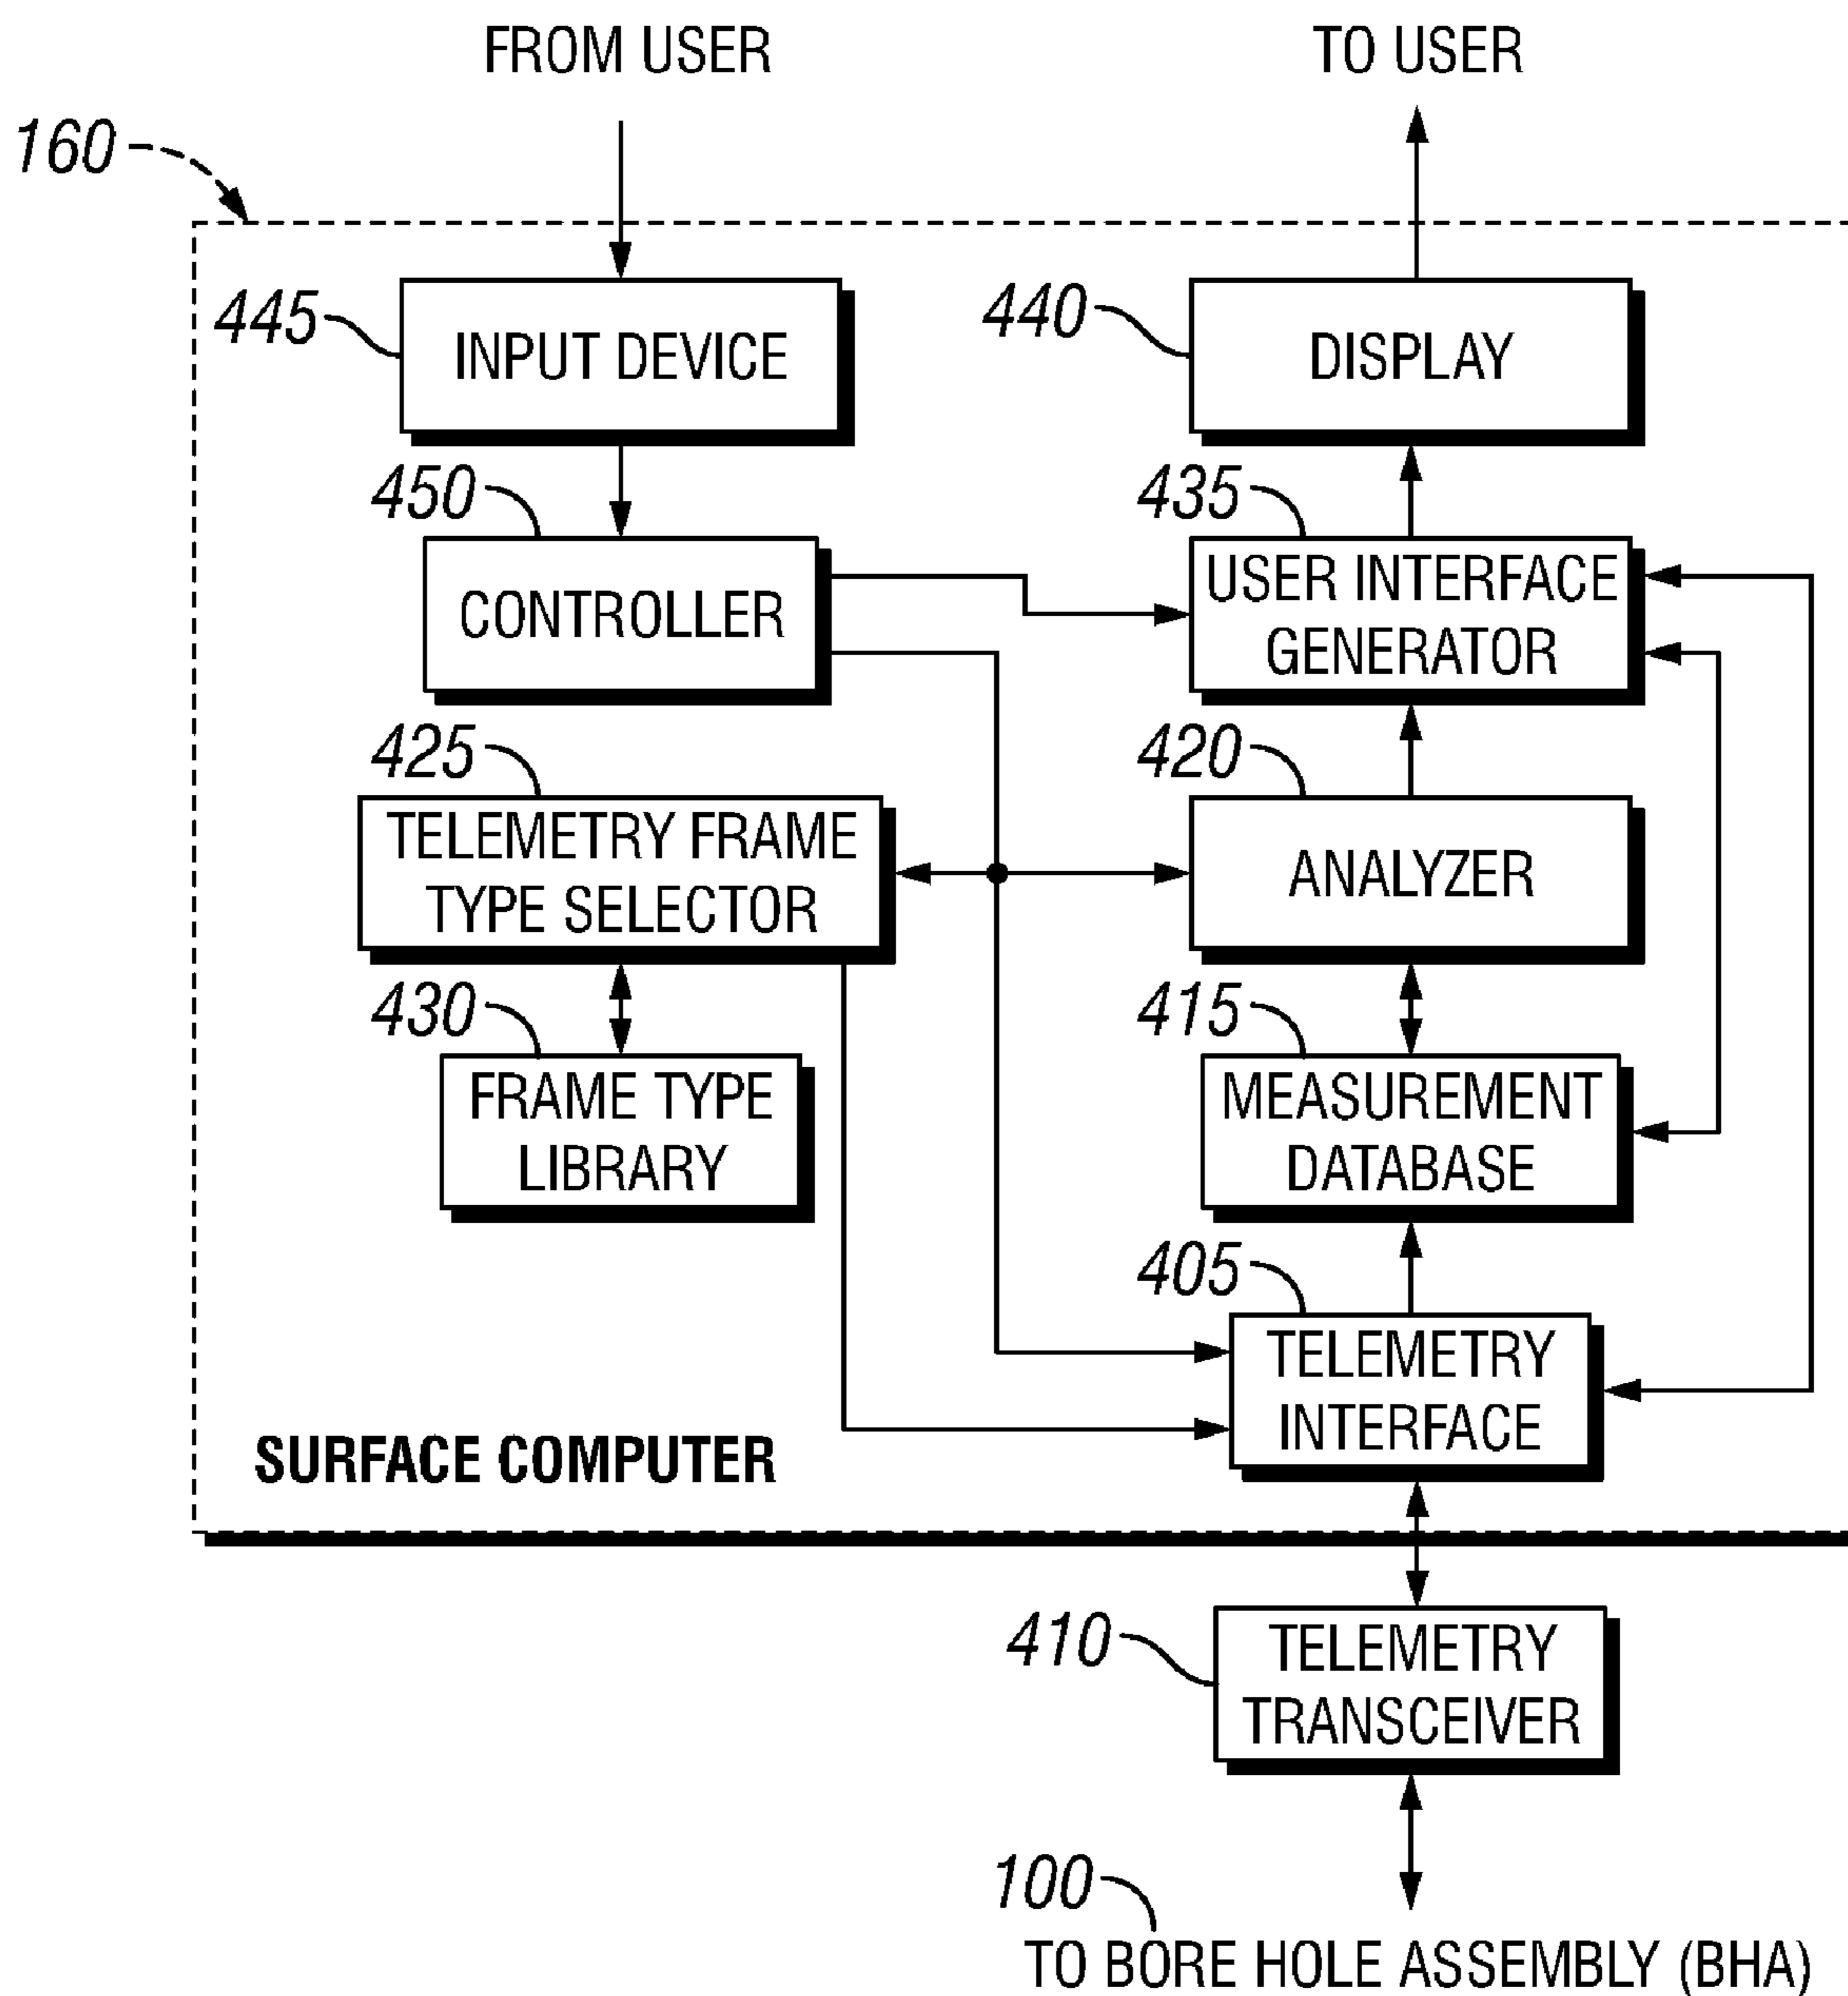 FROM USER
TO USER
160
445
INPUT DEVICE
440
DISPLAY
450
CONTROLLER
435
USER INTERFACE
GENERATOR
425
TELEMETRY FRAME
TYPE SELECTOR
420
ANALYZER
430
FRAME TYPE
LIBRARY
415
MEASUREMENT
DATABASE
405
TELEMETRY
INTERFACE
SURFACE COMPUTER
410
TELEMETRY
TRANSCEIVER
100
TO BORE HOLE ASSEMBLY (BHA)